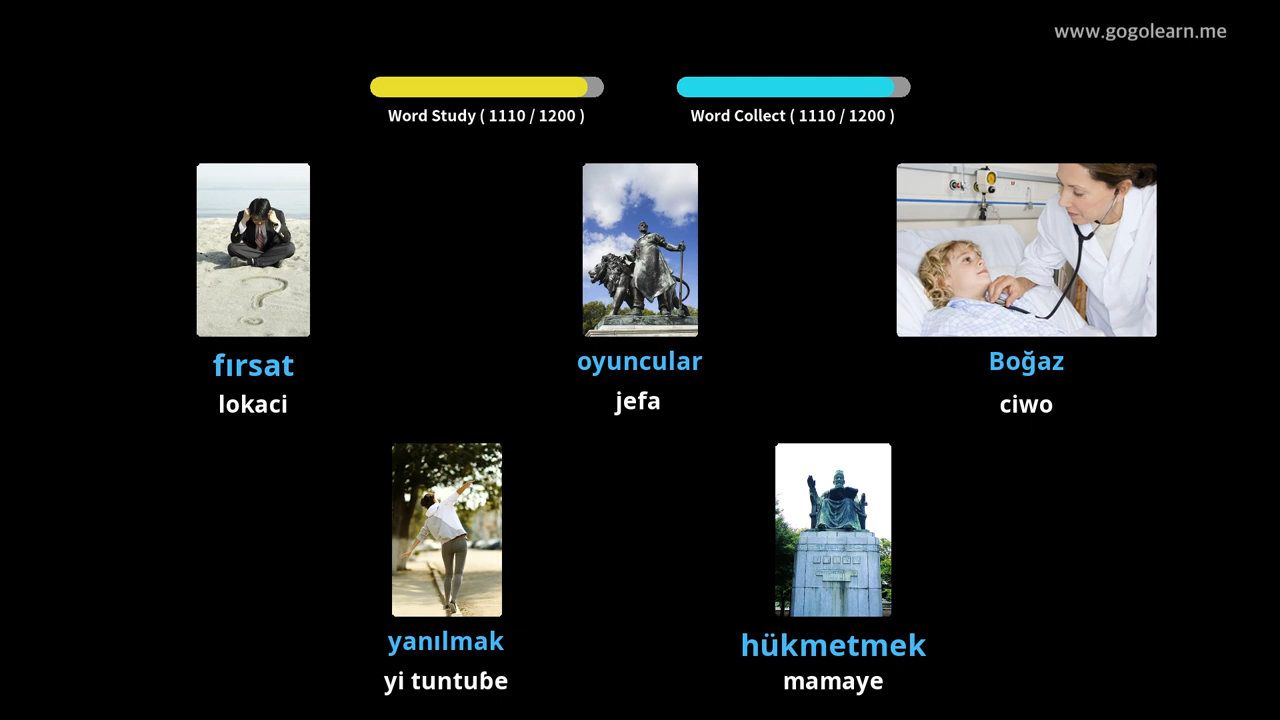 www.gogolearn.me
Word Study ( 1110 / 1200 )
Word Collect ( 1110 / 1200 )
fırsat
lokaci
oyuncular
jefa
Boğaz
ciwo
yanılmak
yi tuntuɓe
hükmetmek
mamaye